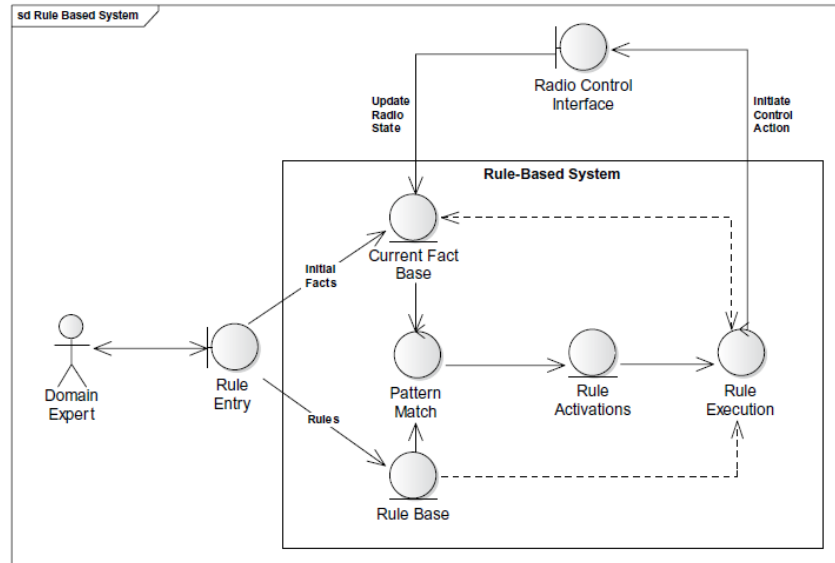 sd Rule Based System
Radio Control
Interface
Update
Radio
State
Initiate
Control
Action
Rule-Based System
Current Fact
Base
Initial
Facts
Domain
Expert
Rule
Entry
Pattern
Match
Rule
Activations
Rule
Execution
Rules
Rule Base